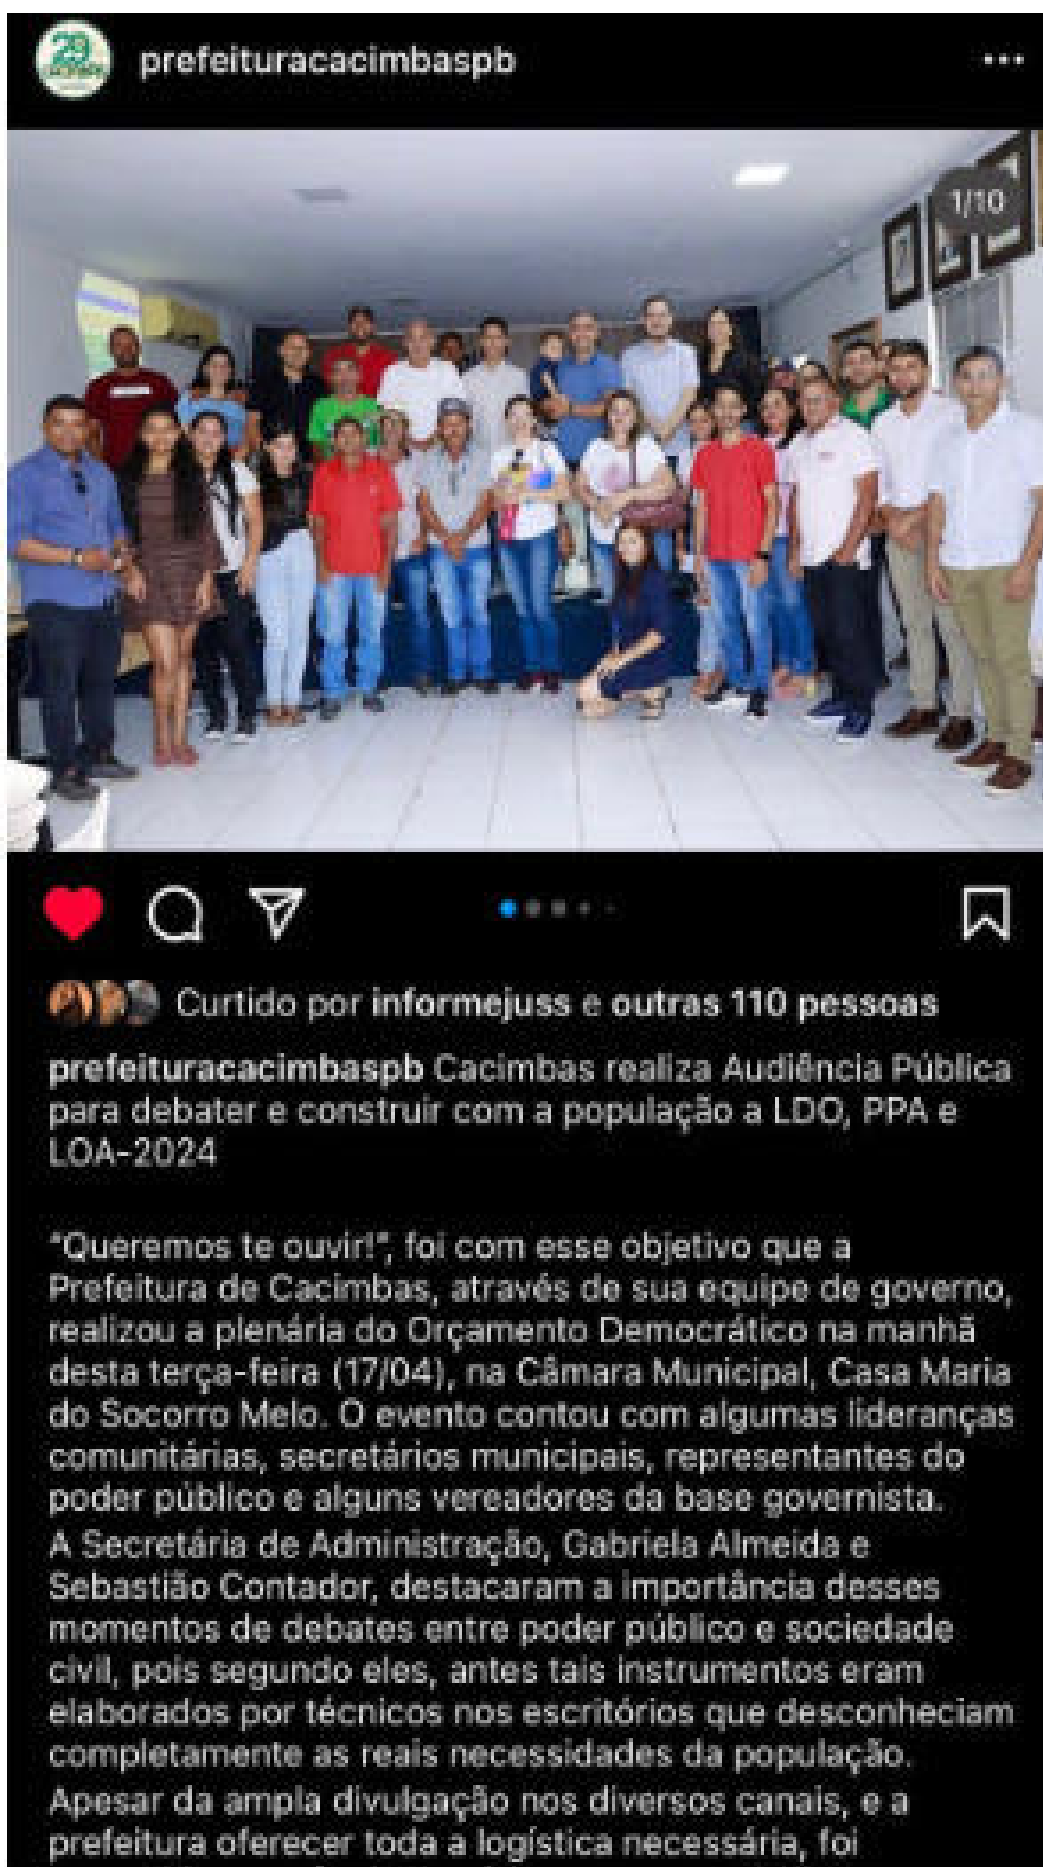 prefeituracacimbaspb
1/10
Curtido por informejuss e outras 110 pessoas
prefeituracacimbaspb Cacimbas realiza Audiência Pública
para debater e construir com a população a LDO, PPA e
LOA-2024
"Queremos te ouvir!", foi com esse objetivo que a
Prefeitura de Cacimbas, através de sua equipe de governo,
realizou a plenária do Orçamento Democrático na manhã
desta terça-feira (17/04), na Câmara Municipal, Casa Maria
do Socorro Melo. O evento contou com algumas lideranças
comunitárias, secretários municipais, representantes do
poder público e alguns vereadores da base governista.
A Secretária de Administração, Gabriela Almeida e
Sebastião Contador, destacaram a importância desses
momentos de debates entre poder público e sociedade
civil, pois segundo eles, antes tais instrumentos eram
elaborados por técnicos nos escritórios que desconheciam
completamente as reais necessidades da população.
Apesar da ampla divulgação nos diversos canais, e a
prefeitura oferecer toda a logística necessária, foi